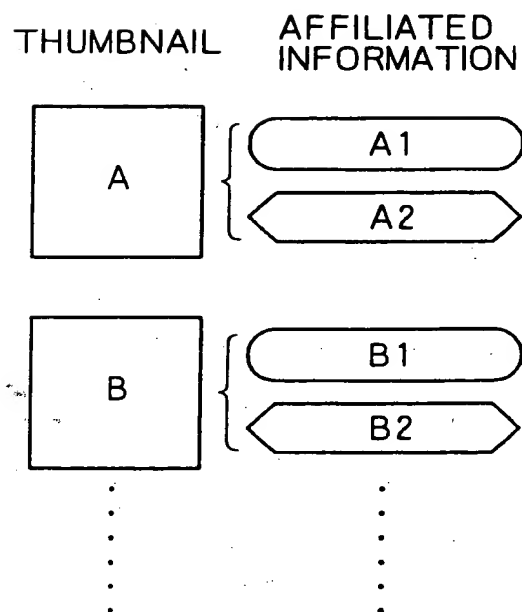 THUMBNAIL
AFFILIATED
INFORMATION
A
A1
A2
B
B1
B2